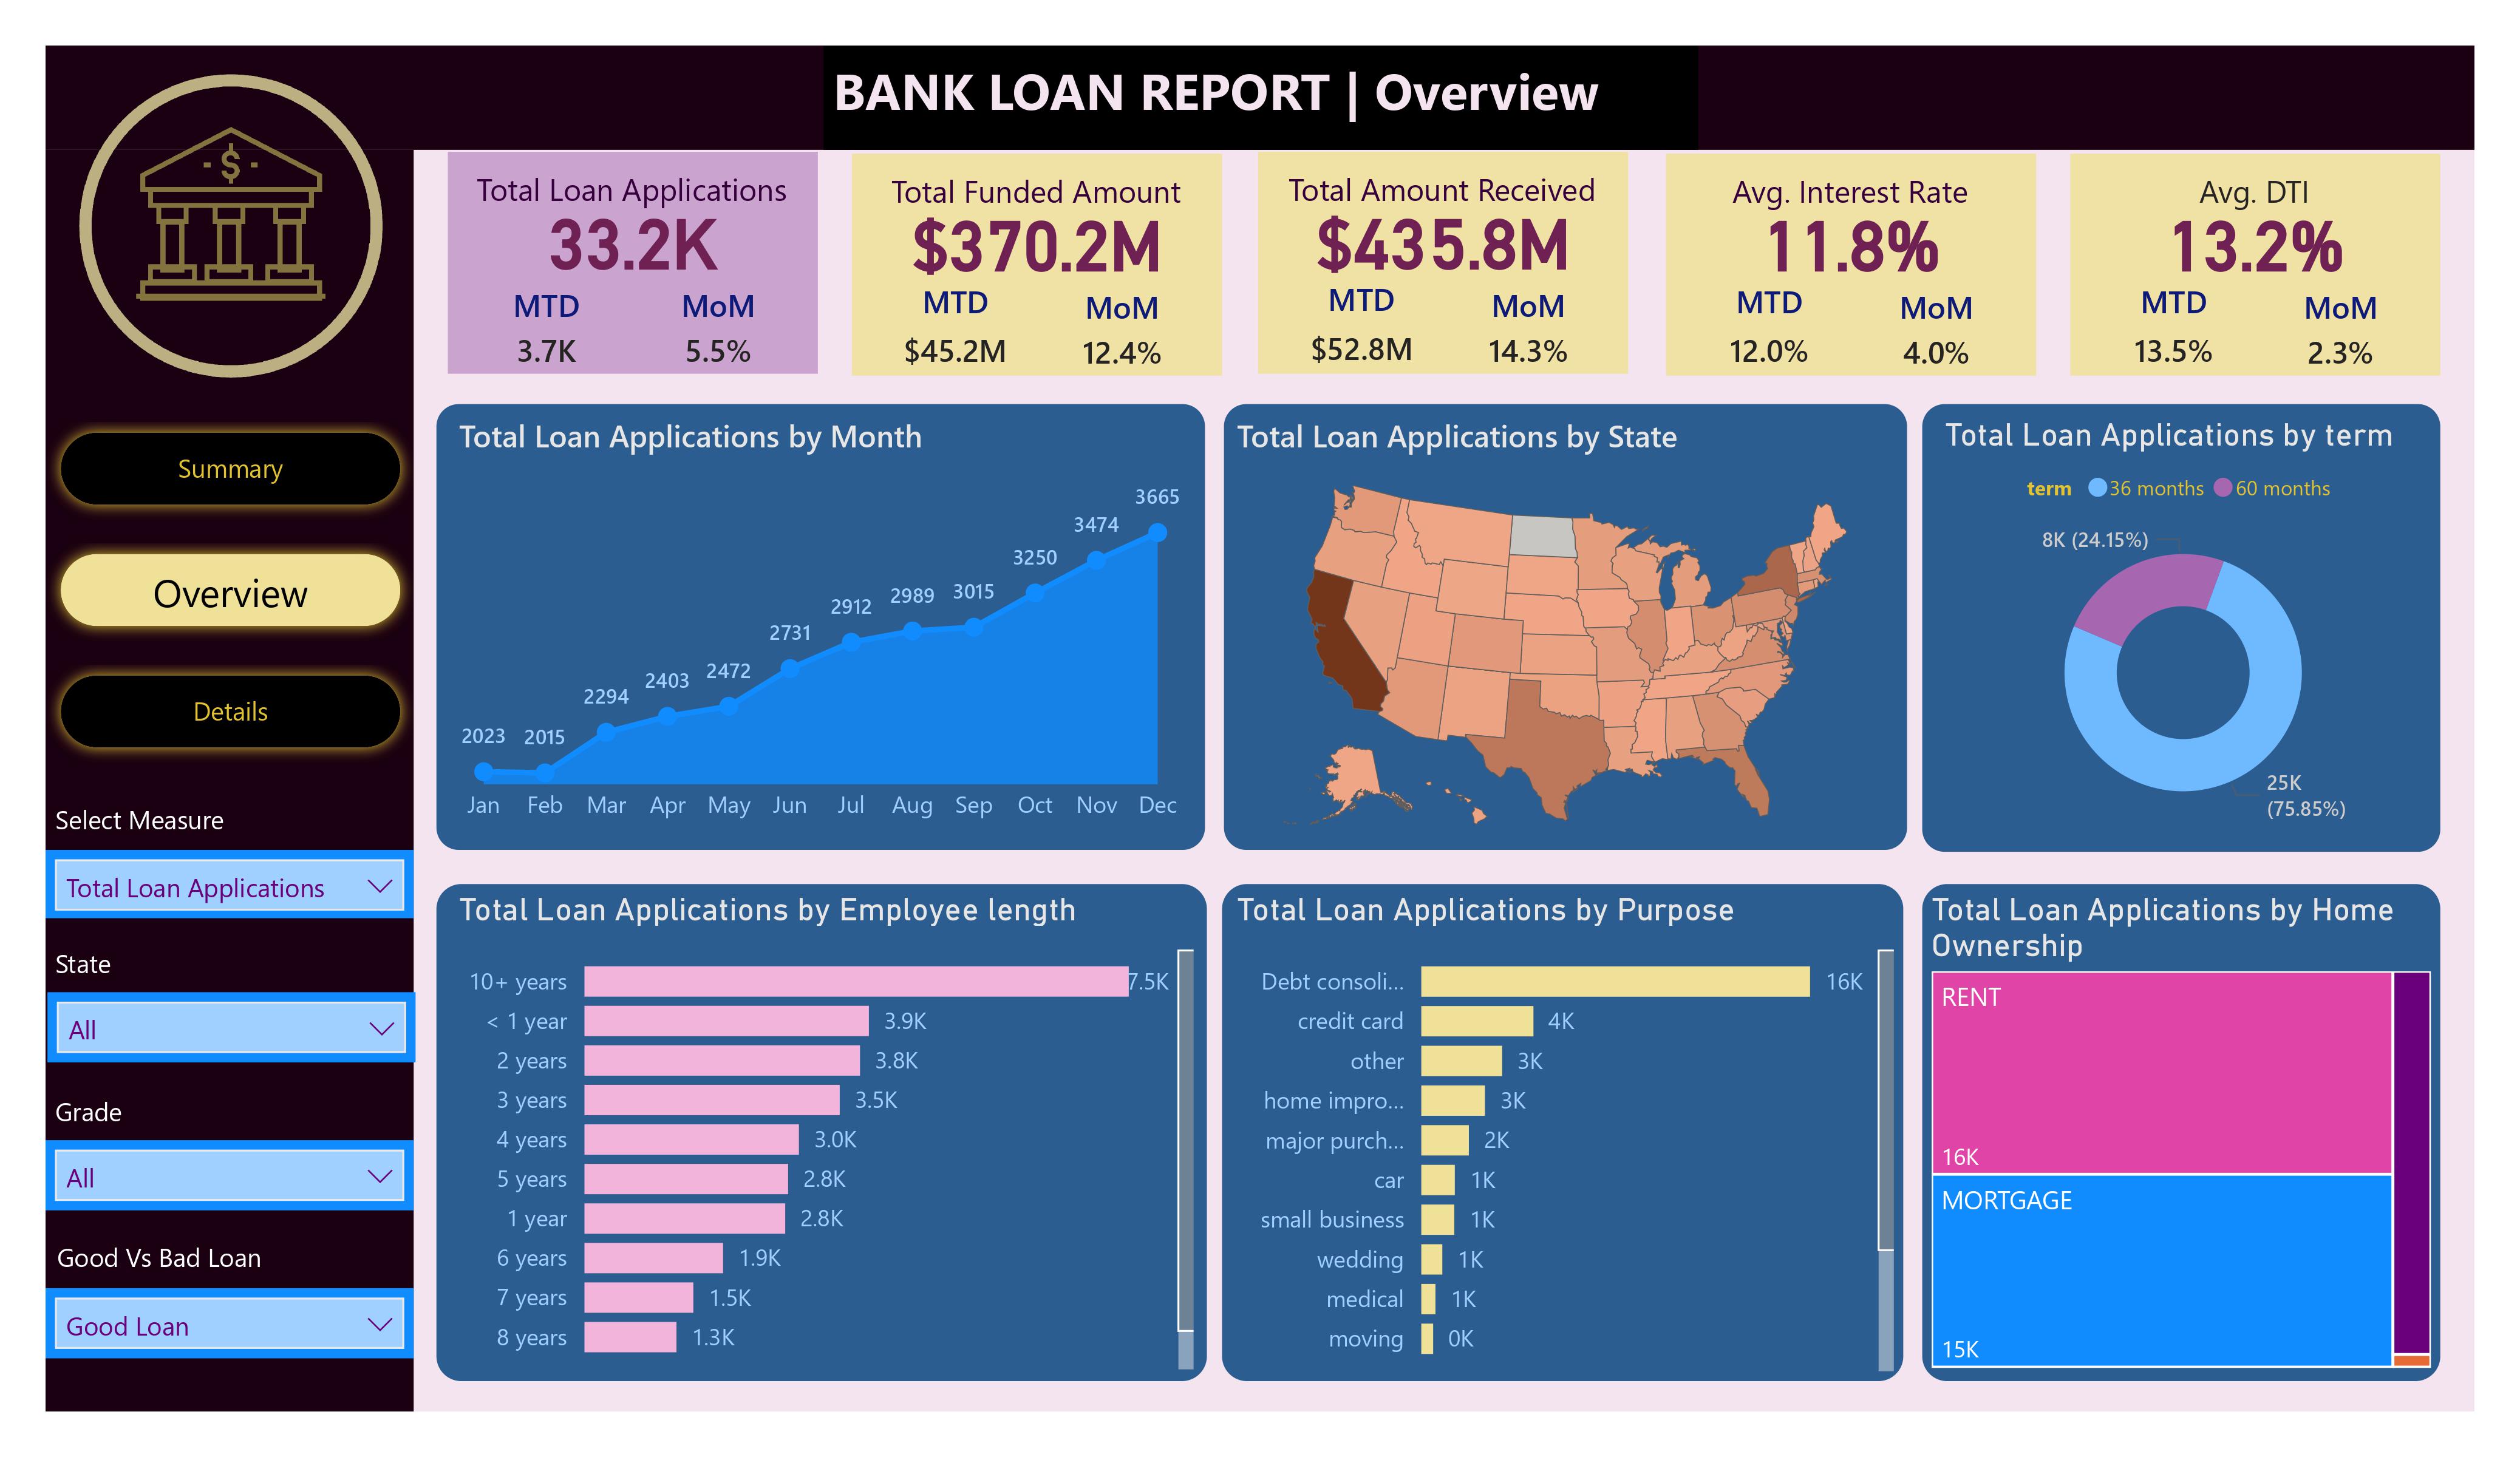 BANK LOAN REPORT | Overview
$
Total Loan Applications
33.2K
MTD MoM
3.7K 5.5%
Total Funded Amount
$370.2M
MTD MoM
$45.2M 12.4%
Total Amount Received
$435.8M
MTD MoM
$52.8M 14.3%
Avg. Interest Rate
11.8%
MTD MoM
12.0% 4.0%
Avg. DTI
13.2%
MTD MoM
13.5% 2.3%
Summary
Overview
Details
Select Measure
Total Loan Applications
State
All
Grade
All
Good Vs Bad Loan
Good Loan
Total Loan Applications by Month
2023 2015 2294 2403 2472 2731 2912 2989 3015 3250 3474 3665
Jan Feb Mar Apr May Jun Jul Aug Sep Oct Nov Dec
Total Loan Applications by State
Total Loan Applications by term
term 36 months 60 months
8K (24.15%)
25K
(75.85%)
Total Loan Applications by Employee length
10+ years 7.5K
< 1 year 3.9K
2 years 3.8K
3 years 3.5K
4 years 3.0K
5 years 2.8K
1 year 2.8K
6 years 1.9K
7 years 1.5K
8 years 1.3K
Total Loan Applications by Purpose
Debt consoli... 16K
credit card 4K
other 3K
home impro... 3K
major purch... 2K
car 1K
small business 1K
wedding 1K
medical 1K
moving 0K
Total Loan Applications by Home
Ownership
RENT
16K
MORTGAGE
15K